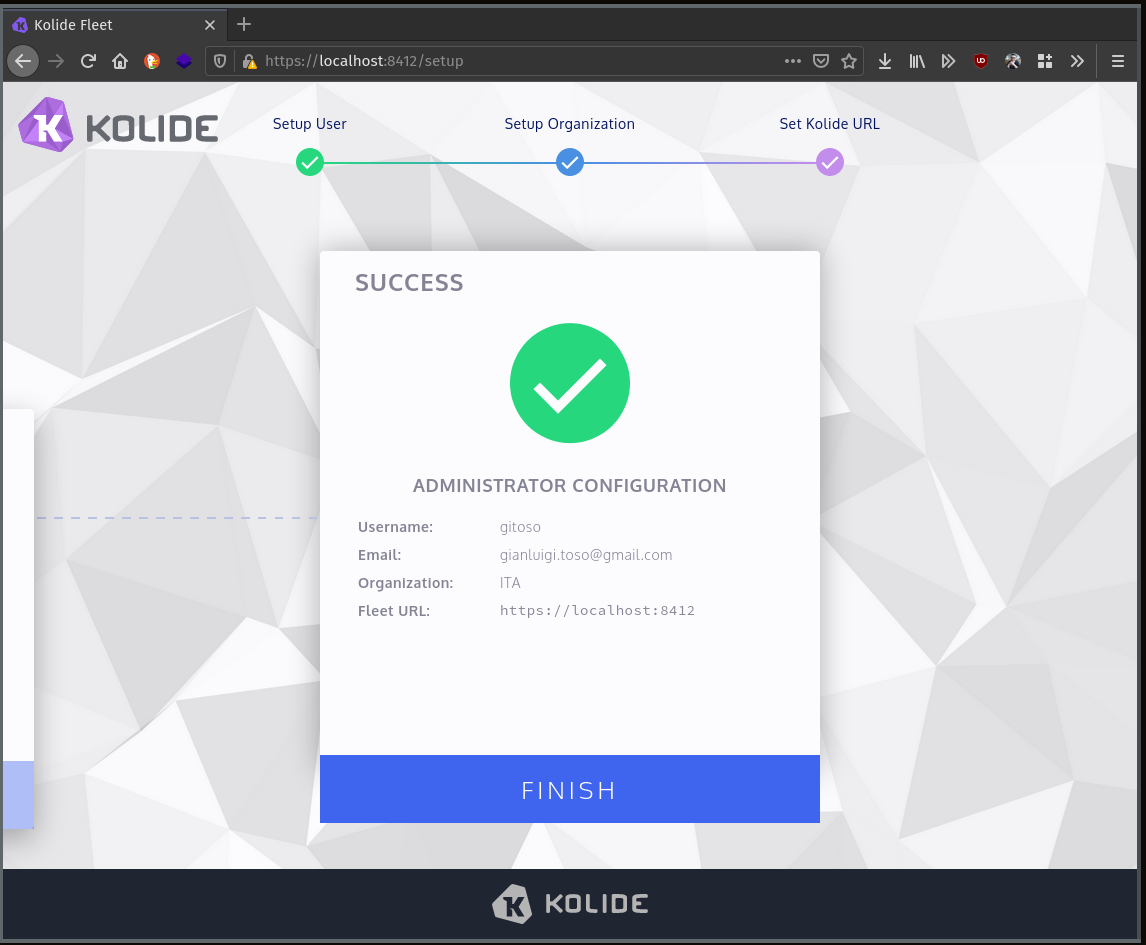 Kolide Fleet
https://localhost:8412/setup
KOLIDE
Setup User
Setup Organization
Set Kolide URL
SUCCESS
ADMINISTRATOR CONFIGURATION
Username: gitoso
Email: gianluigi.toso@gmail.com
Organization: ITA
Fleet URL: https://localhost:8412
FINISH
KOLIDE